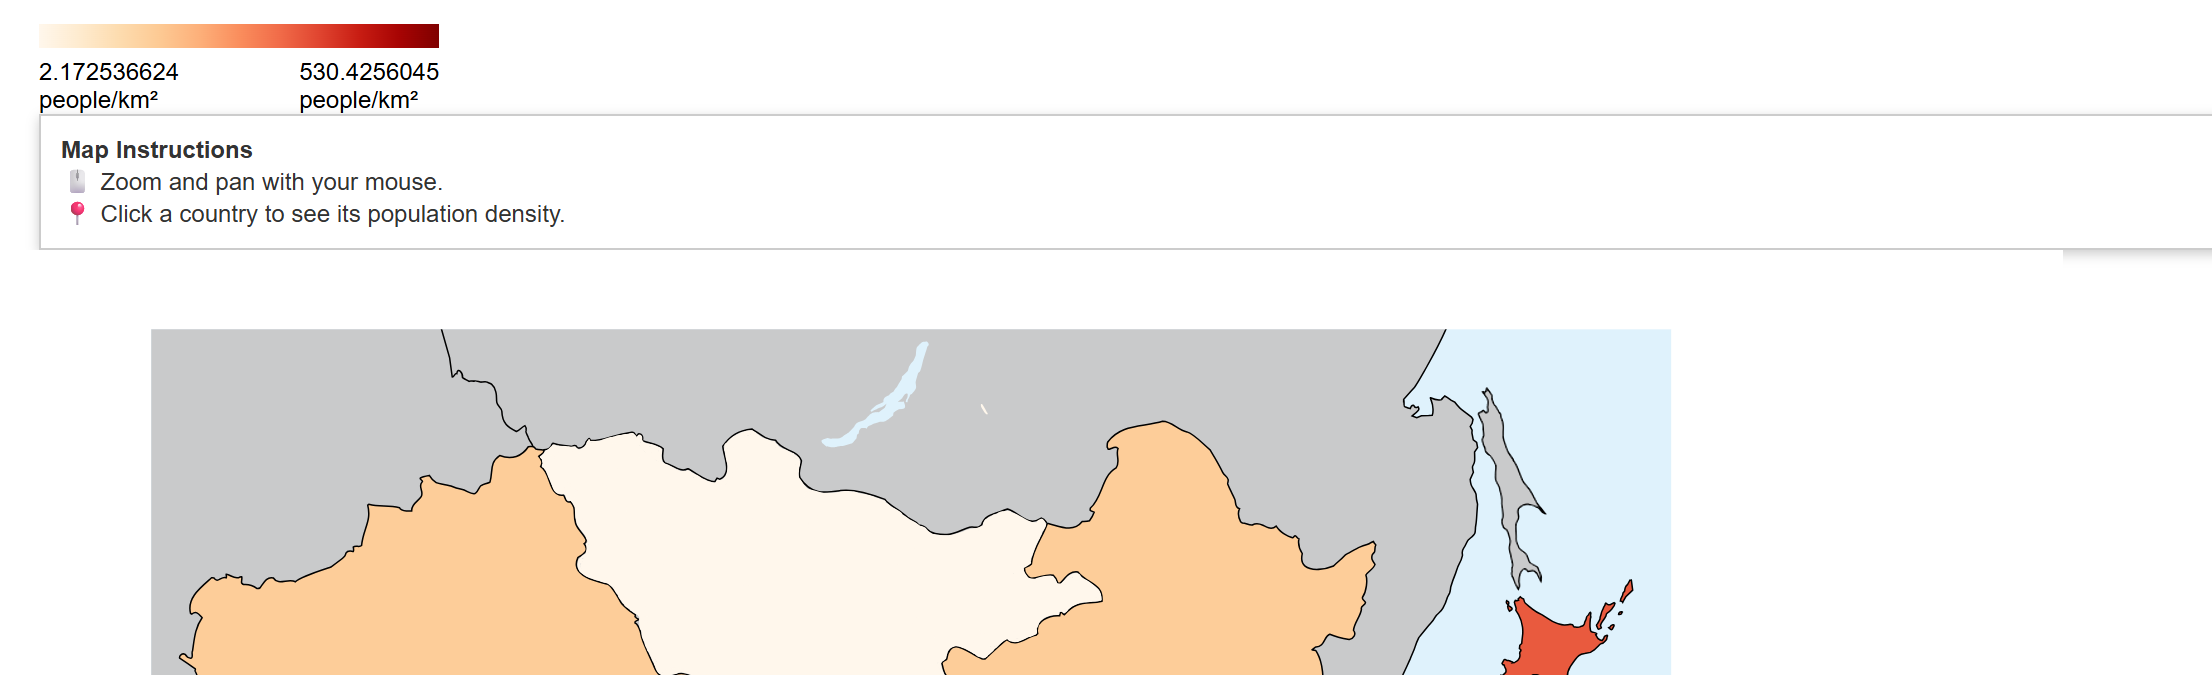 2.172536624 530.4256045
people/km² people/km²
Map Instructions
Zoom and pan with your mouse.
Click a country to see its population density.